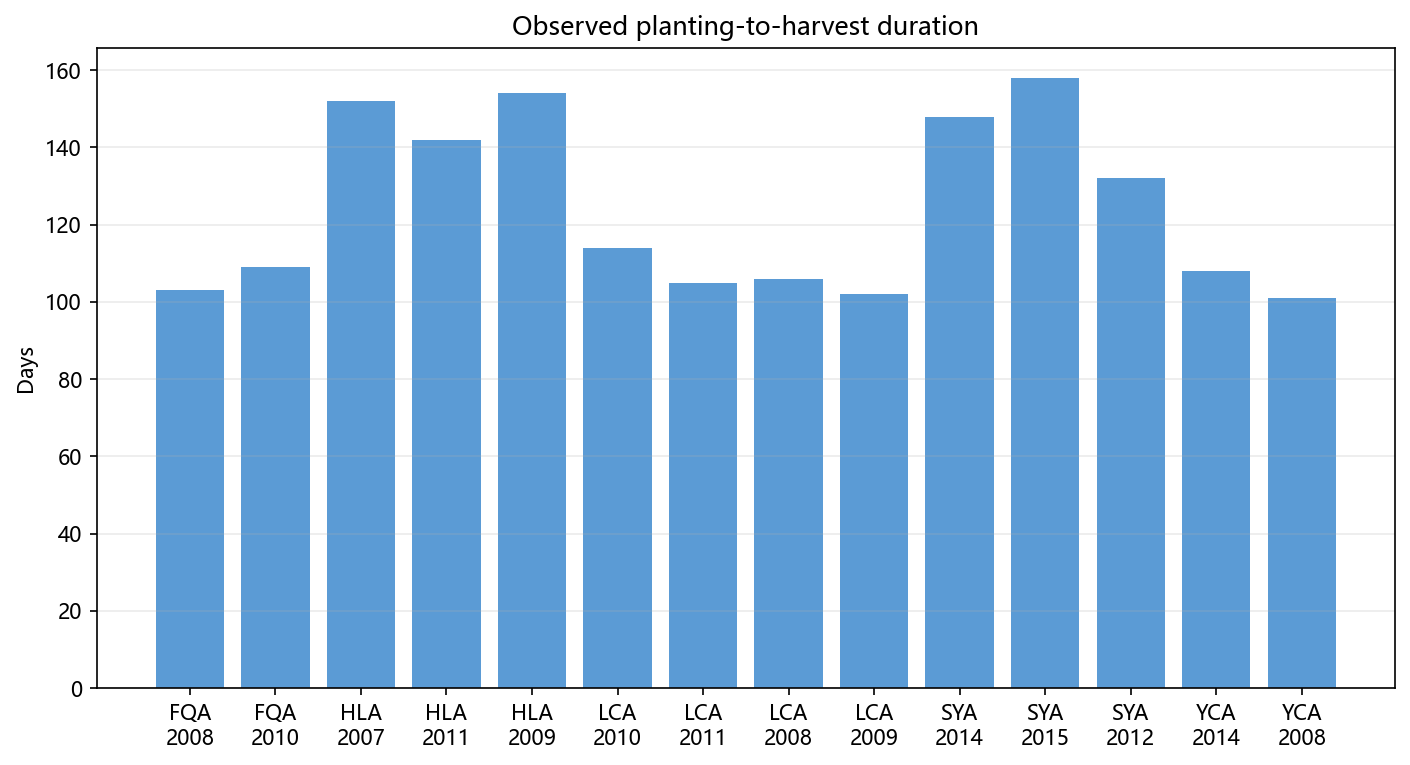 Observed planting-to-harvest duration
160
140
120
100
80
60
40
20
0
Days
FQA FQA HLA HLA HLA LCA LCA LCA LCA SYA SYA SYA YCA YCA
2008 2010 2007 2011 2009 2010 2011 2008 2009 2014 2015 2012 2014 2008